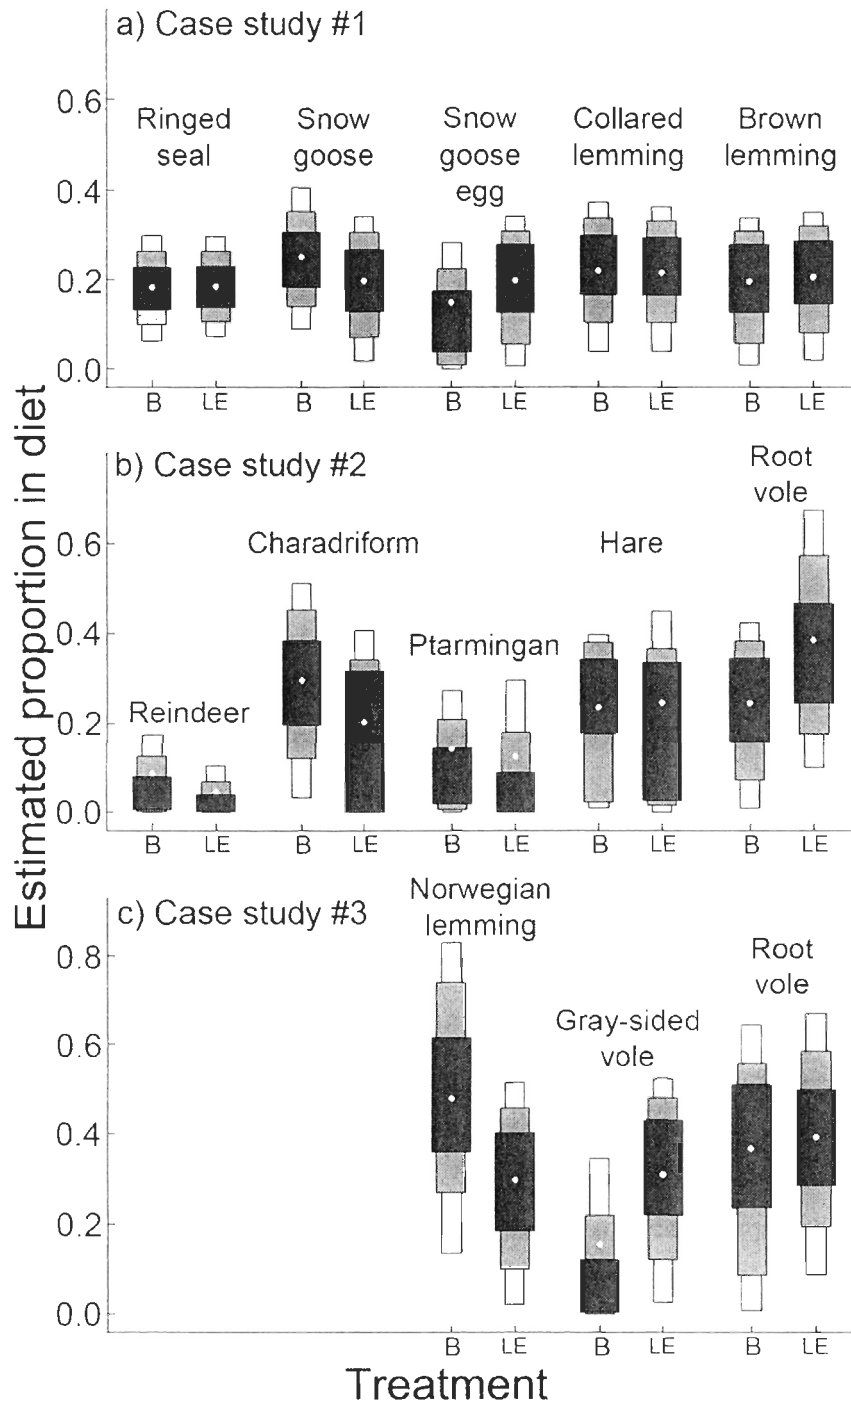 Estimated proportion in diet
a) Case study #1
Ringed
seal
Snow
goose
Snow
goose
egg
Collared
lemming
Brown
lemming
0.6
0.4
0.2
0.0
B LE B LE B LE B LE B LE
b) Case study #2
Root
vole
Charadriform
Hare
Ptarmingan
Reindeer
0.6
0.4
0.2
0.0
B LE B LE B LE B LE B LE
c) Case study #3
Norwegian
lemming
Root
vole
Gray-sided
vole
0.8
0.6
0.4
0.2
0.0
B LE B LE B LE
Treatment